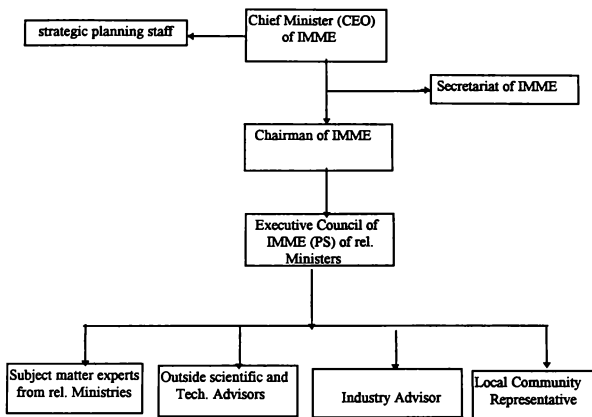 strategic planning staff
Chief Minister (CEO)
of IMME
Secretariat of IMME
Chairman of IMME
Executive Council of
IMME (PS) of rel.
Ministers
Subject matter experts
from rel. Ministries
Outside scientific and
Tech. Advisors
Industry Advisor
Local Community
Representative